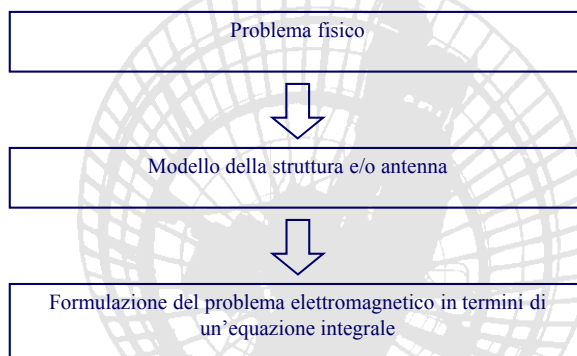 Problema fisico
Modello della struttura e/o antenna
Formulazione del problema elettromagnetico in termini di
un'equazione integrale